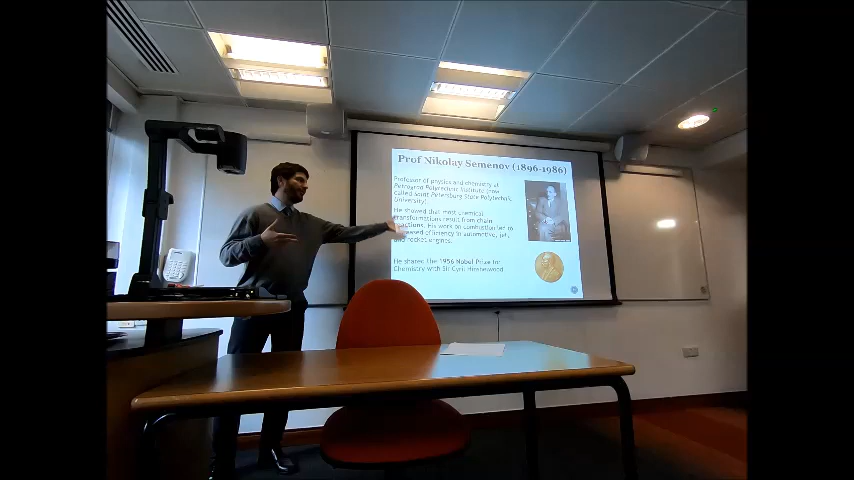 Prof Nikolay Semenov (1896-1986)
Professor of physics and chemistry at
Petrograd Polytechnic Institute (now
called Saint Petersburg State Polytechnic
University).
He showed that most chemical
transformations result from chain
reactions. His work on combustion led to
increased efficiency in automotive, jet,
and rocket engines.
He shared the 1956 Nobel Prize for
Chemistry with Sir Cyril Hinshelwood